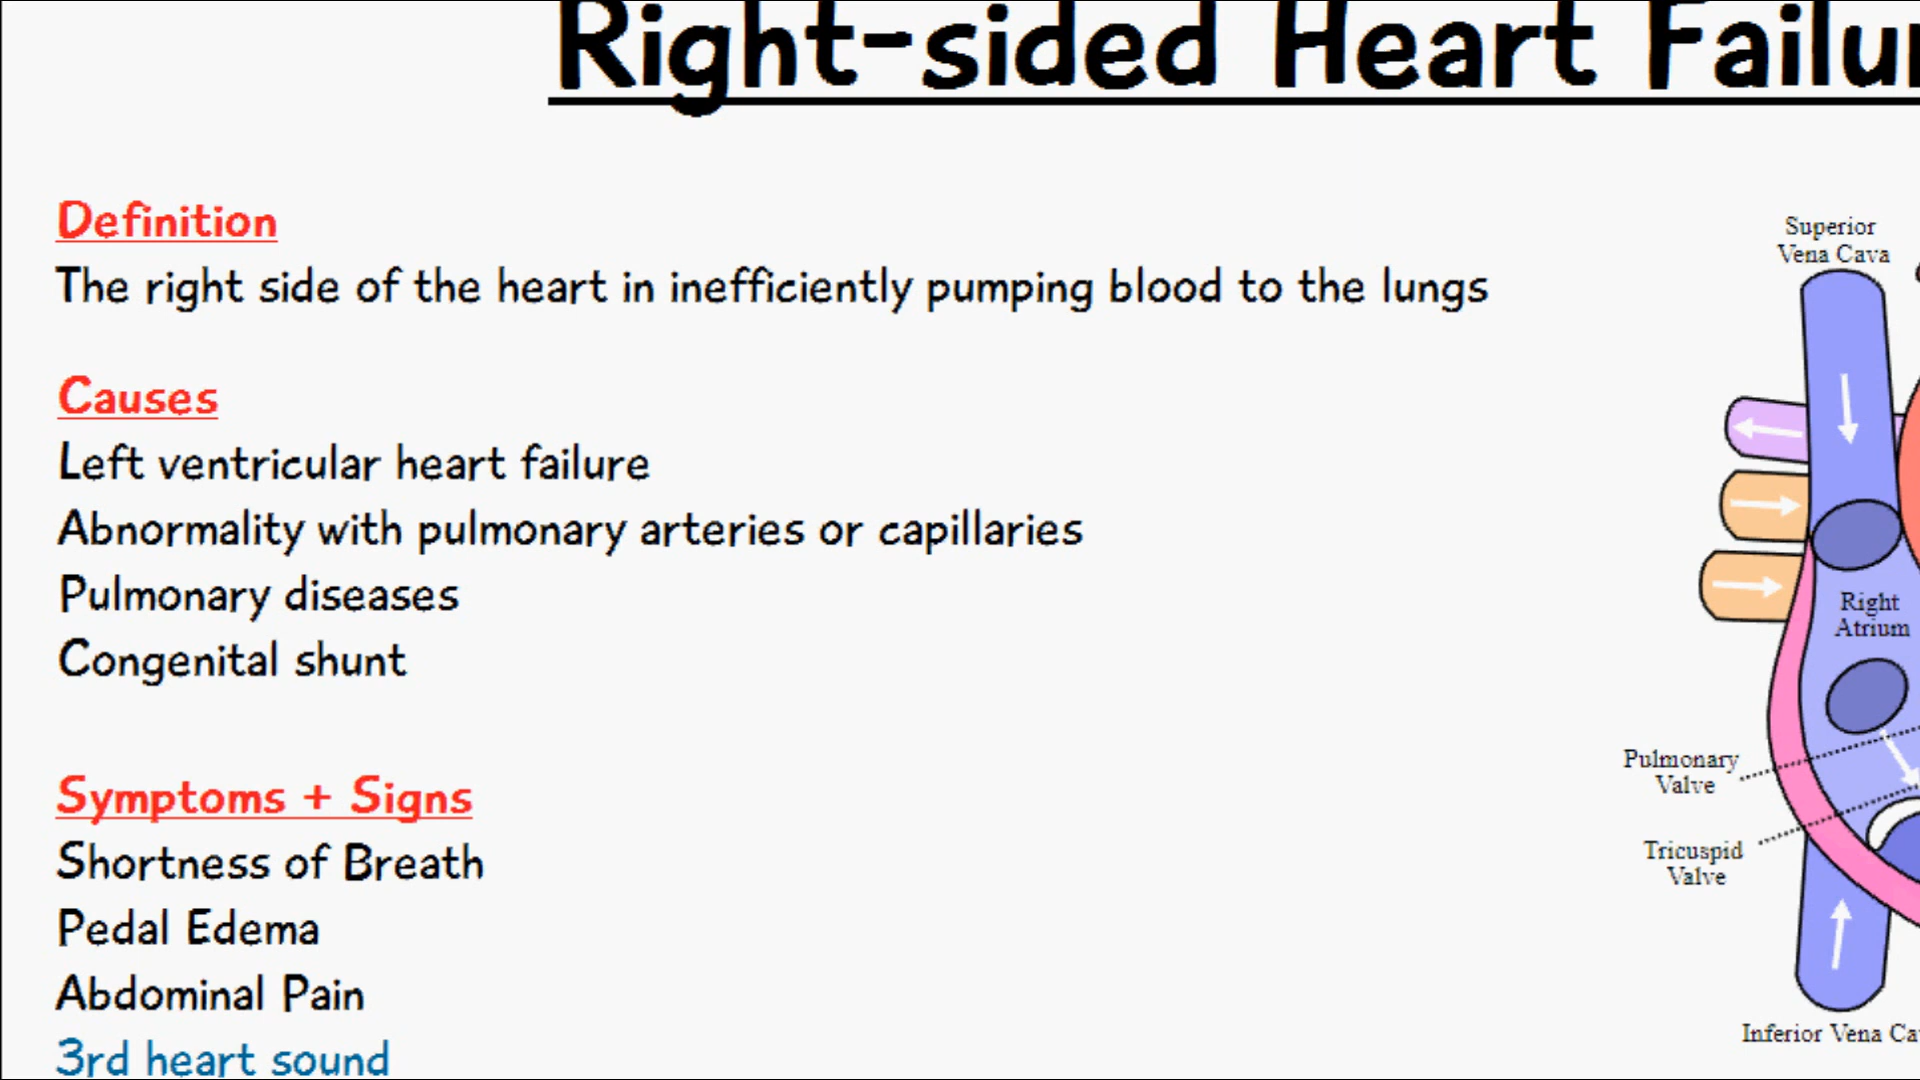 Right-sided Heart Failu
Definition
The right side of the heart in inefficiently pumping blood to the lungs
Causes
Left ventricular heart failure
Abnormality with pulmonary arteries or capillaries
Pulmonary diseases
Congenital shunt
Symptoms + Signs
Shortness of Breath
Pedal Edema
Abdominal Pain
3rd heart sound
Superior
Vena Cava
Right
Atrium
Pulmonary
Valve
Tricuspid
Valve
Inferior Vena Ca